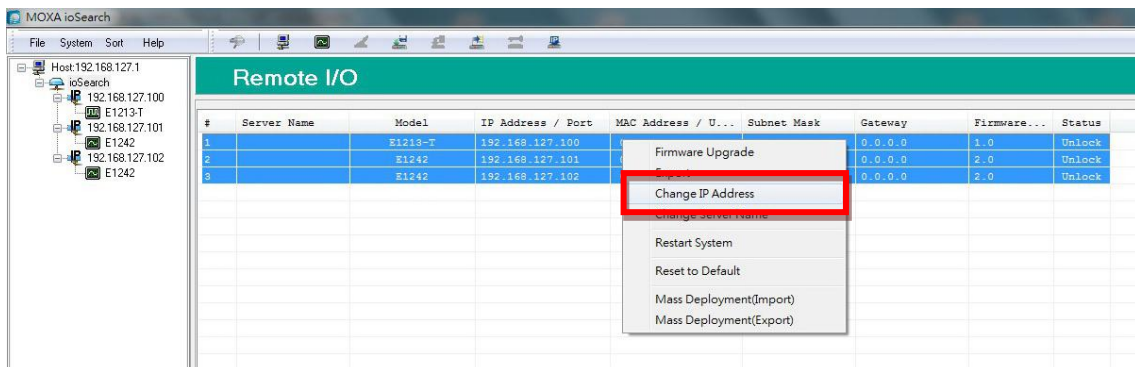 MOXA ioSearch
File System Sort Help
Host:192.168.127.1
ioSearch
192.168.127.100
E1213-T
192.168.127.101
E1242
192.168.127.102
E1242
Remote I/O
# Server Name Model IP Address / Port MAC Address / U... Subnet Mask Gateway Firmware... Status
1 E1213-T 192.168.127.100 0.0.0.0 1.0 Unlock
2 E1242 192.168.127.101 0.0.0.0 2.0 Unlock
3 E1242 192.168.127.102 0.0.0.0 2.0 Unlock
Firmware Upgrade
Export
Change IP Address
Change Server Name
Restart System
Reset to Default
Mass Deployment(Import)
Mass Deployment(Export)